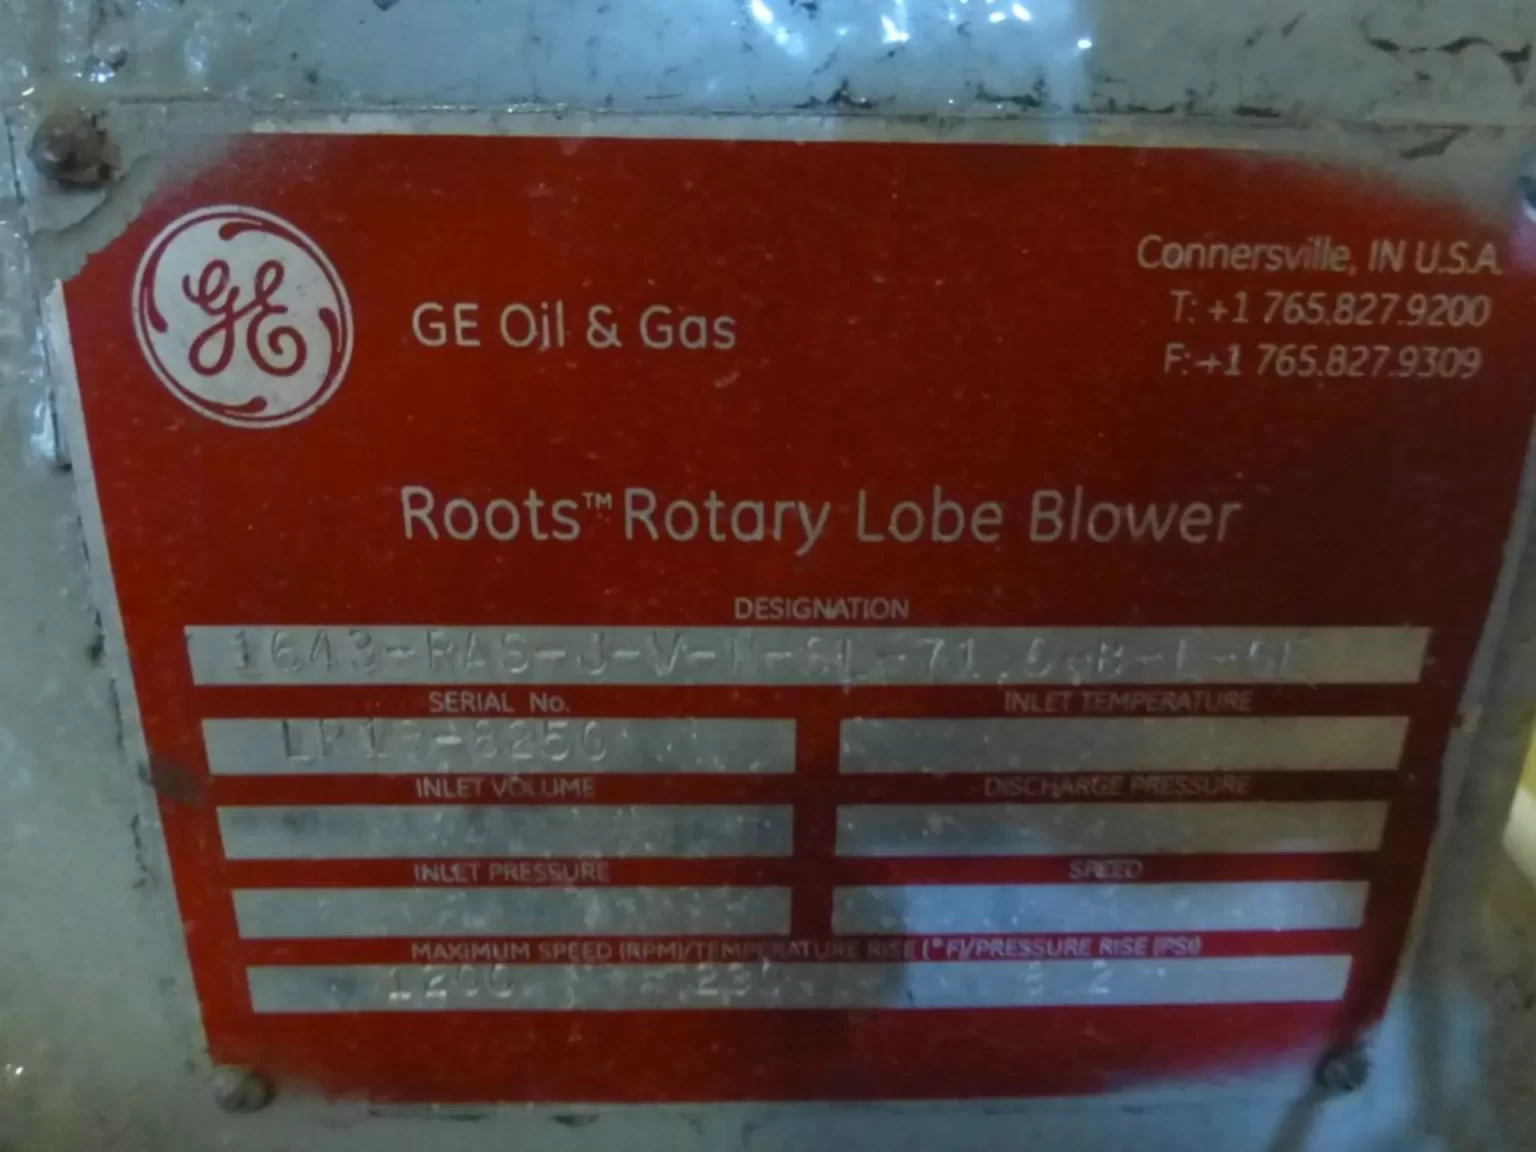 GE
GE Oil & Gas
Connersville, IN U.S.A.
T: +1 765.827.9200
F: +1 765.827.9309
Roots™ Rotary Lobe Blower
DESIGNATION
SERIAL No.
INLET TEMPERATURE
INLET VOLUME
DISCHARGE PRESSURE
INLET PRESSURE
SPEED
MAXIMUM SPEED (RPM)/TEMPERATURE RISE (°F)/PRESSURE RISE (PSI)
1200